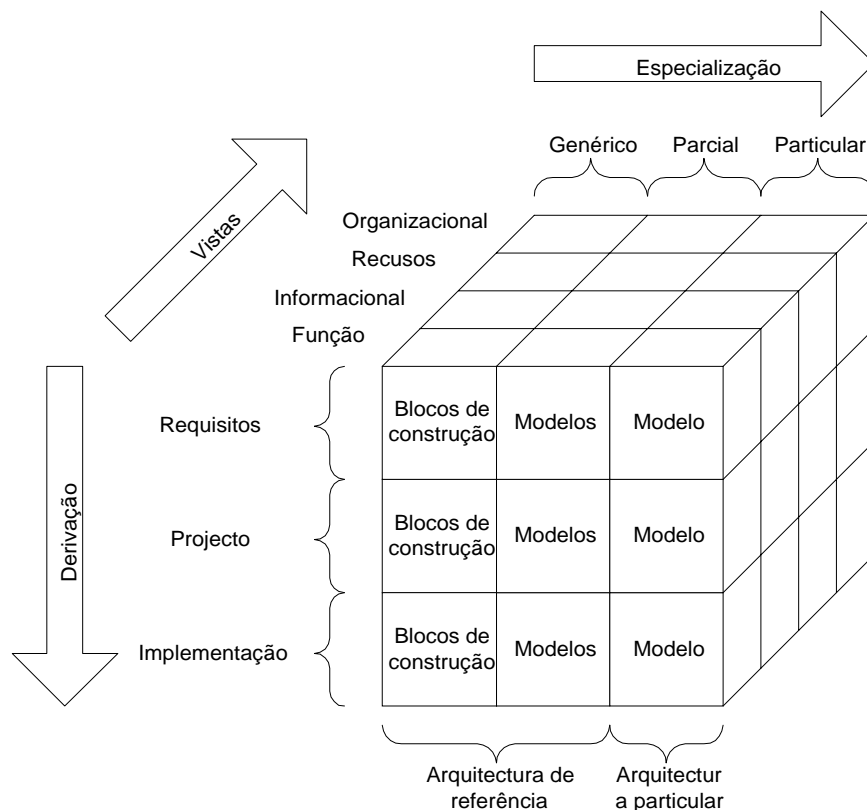 Especialização
Genérico Parcial Particular
Vistas
Organizacional
Recusos
Informacional
Função
Derivação
Requisitos
Blocos de
construção
Modelos
Modelo
Projecto
Blocos de
construção
Modelos
Modelo
Implementação
Blocos de
construção
Modelos
Modelo
Arquitectura de
referência
Arquitectur
a particular